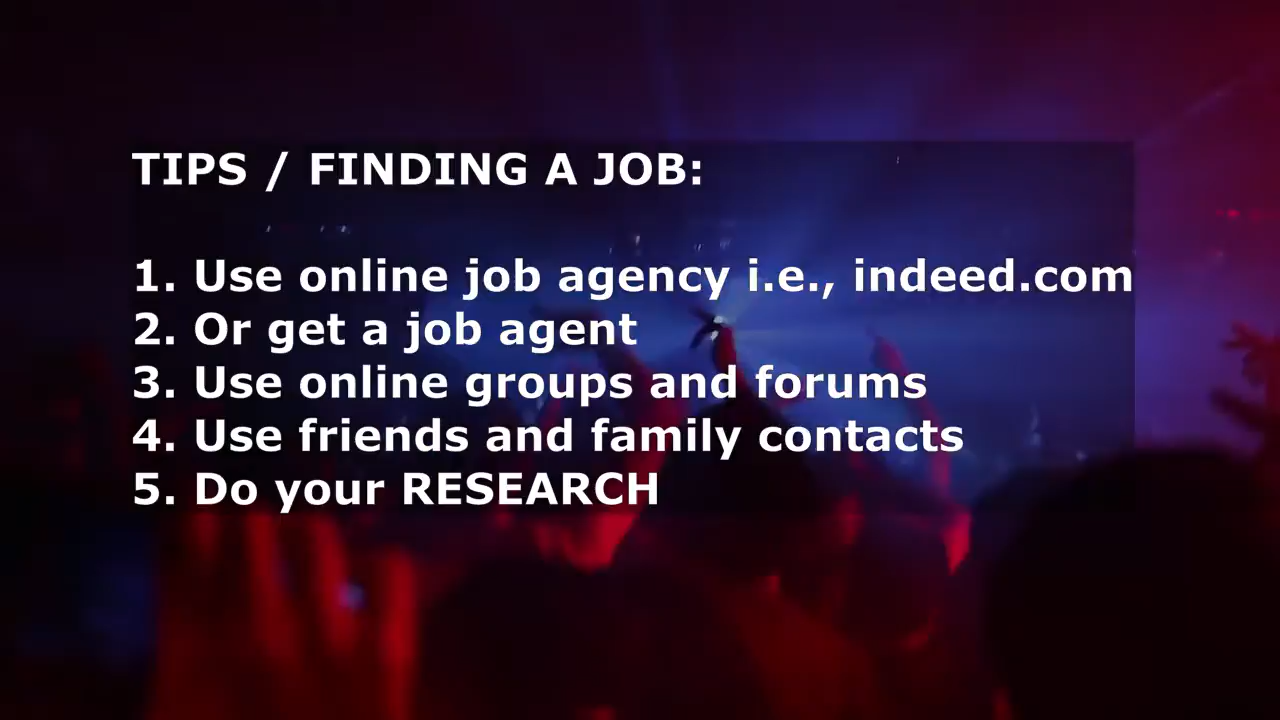 TIPS / FINDING A JOB:
1. Use online job agency i.e., indeed.com
2. Or get a job agent
3. Use online groups and forums
4. Use friends and family contacts
5. Do your RESEARCH